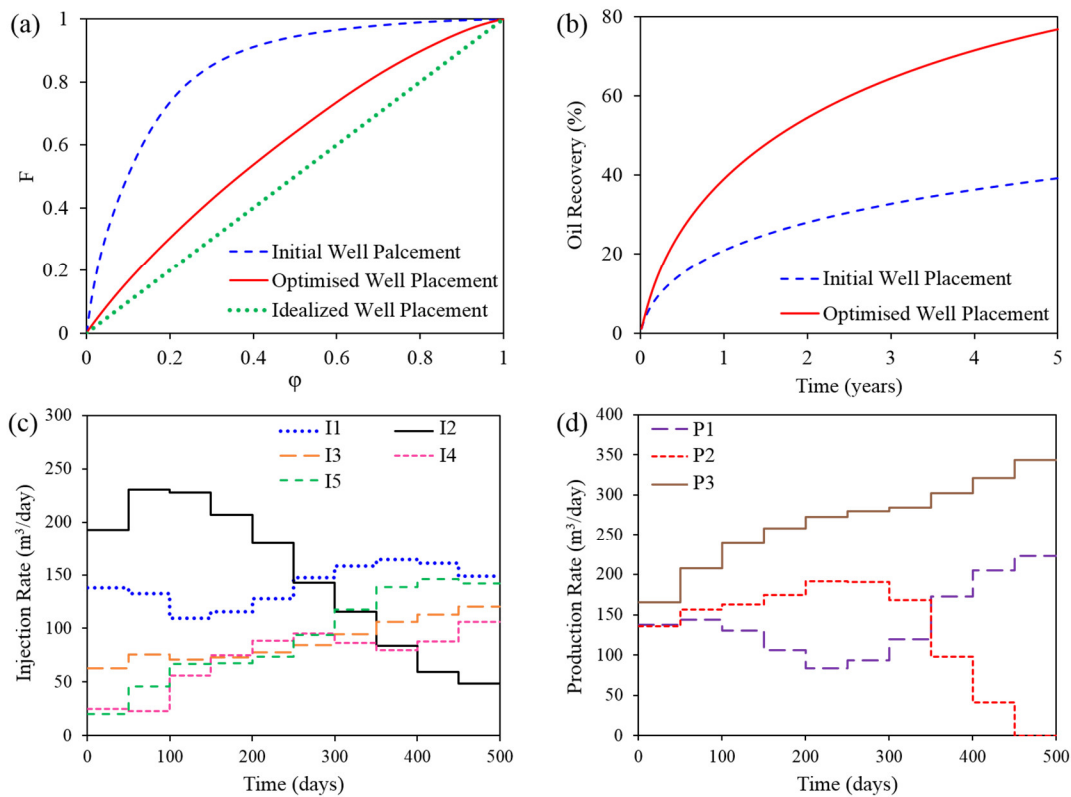 (a)
1
0.8
0.6
0.4
0.2
0
F
Initial Well Palcement
Optimised Well Placement
Idealized Well Placement
0 0.2 0.4 0.6 0.8 1
φ
(b)
80
60
40
20
0
Oil Recovery (%)
Initial Well Placement
Optimised Well Placement
0 1 2 3 4 5
Time (years)
(c)
300
250
200
150
100
50
0
Injection Rate (m³/day)
I1 I2
I3 I4
I5
0 100 200 300 400 500
Time (days)
(d)
400
350
300
250
200
150
100
50
0
Production Rate (m³/day)
P1
P2
P3
0 100 200 300 400 500
Time (days)